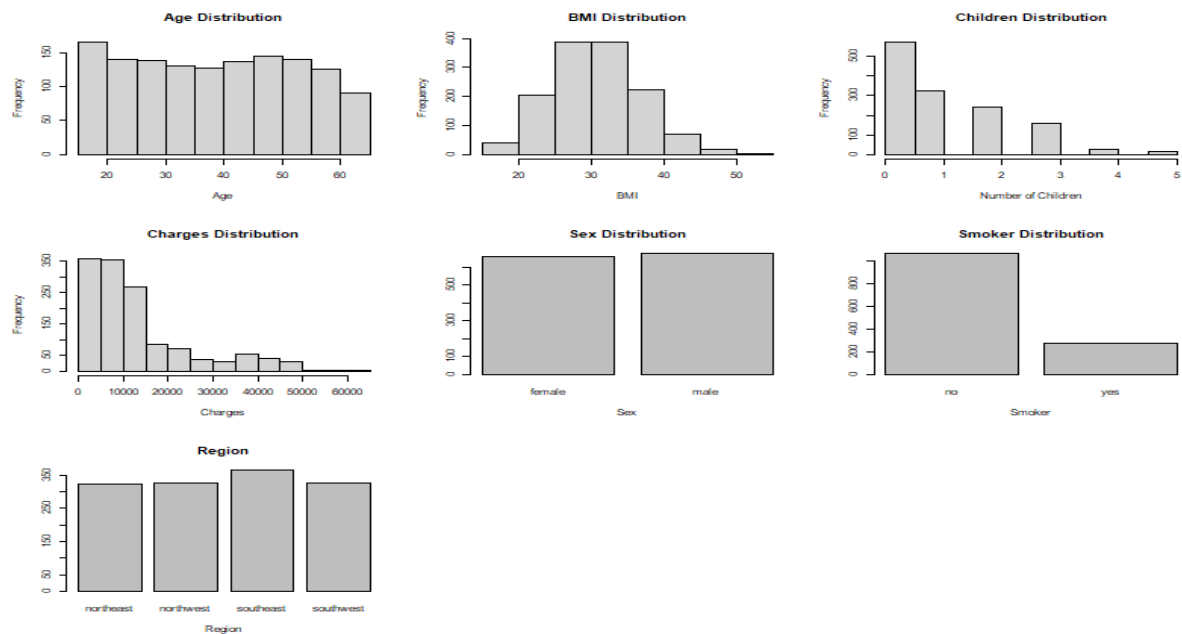 Age Distribution
Frequency
0 50 100 150
20 30 40 50 60
Age
BMI Distribution
Frequency
0 100 200 300 400
20 30 40 50
BMI
Children Distribution
Frequency
0 100 300 500
0 1 2 3 4 5
Number of Children
Charges Distribution
Frequency
0 50 150 250 350
0 10000 20000 30000 40000 50000 60000
Charges
Sex Distribution
0 100 300 500
female male
Sex
Smoker Distribution
0 200 400 600 800
no yes
Smoker
Region
0 50 150 250 350
northeast northwest southeast southwest
Region